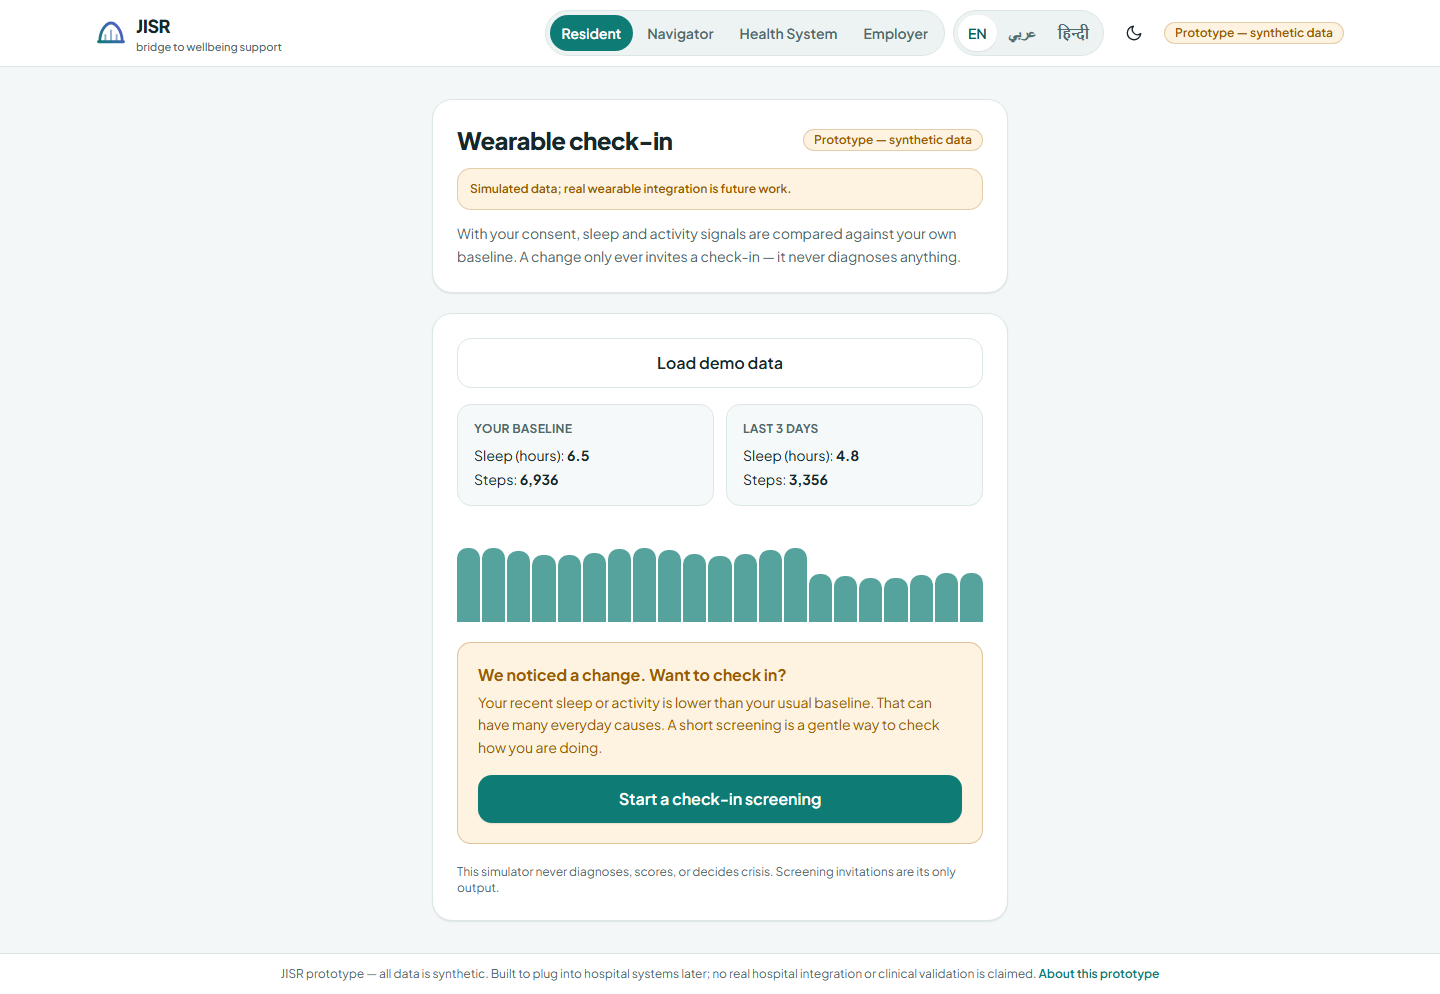 JISR
bridge to wellbeing support
Resident
Navigator
Health System
Employer
EN
عربي
हिन्दी
Prototype — synthetic data
Wearable check-in
Prototype — synthetic data
Simulated data; real wearable integration is future work.
With your consent, sleep and activity signals are compared against your own
baseline. A change only ever invites a check-in — it never diagnoses anything.
Load demo data
YOUR BASELINE
Sleep (hours): 6.5
Steps: 6,936
LAST 3 DAYS
Sleep (hours): 4.8
Steps: 3,356
We noticed a change. Want to check in?
Your recent sleep or activity is lower than your usual baseline. That can
have many everyday causes. A short screening is a gentle way to check
how you are doing.
Start a check-in screening
This simulator never diagnoses, scores, or decides crisis. Screening invitations are its only
output.
JISR prototype — all data is synthetic. Built to plug into hospital systems later; no real hospital integration or clinical validation is claimed. About this prototype